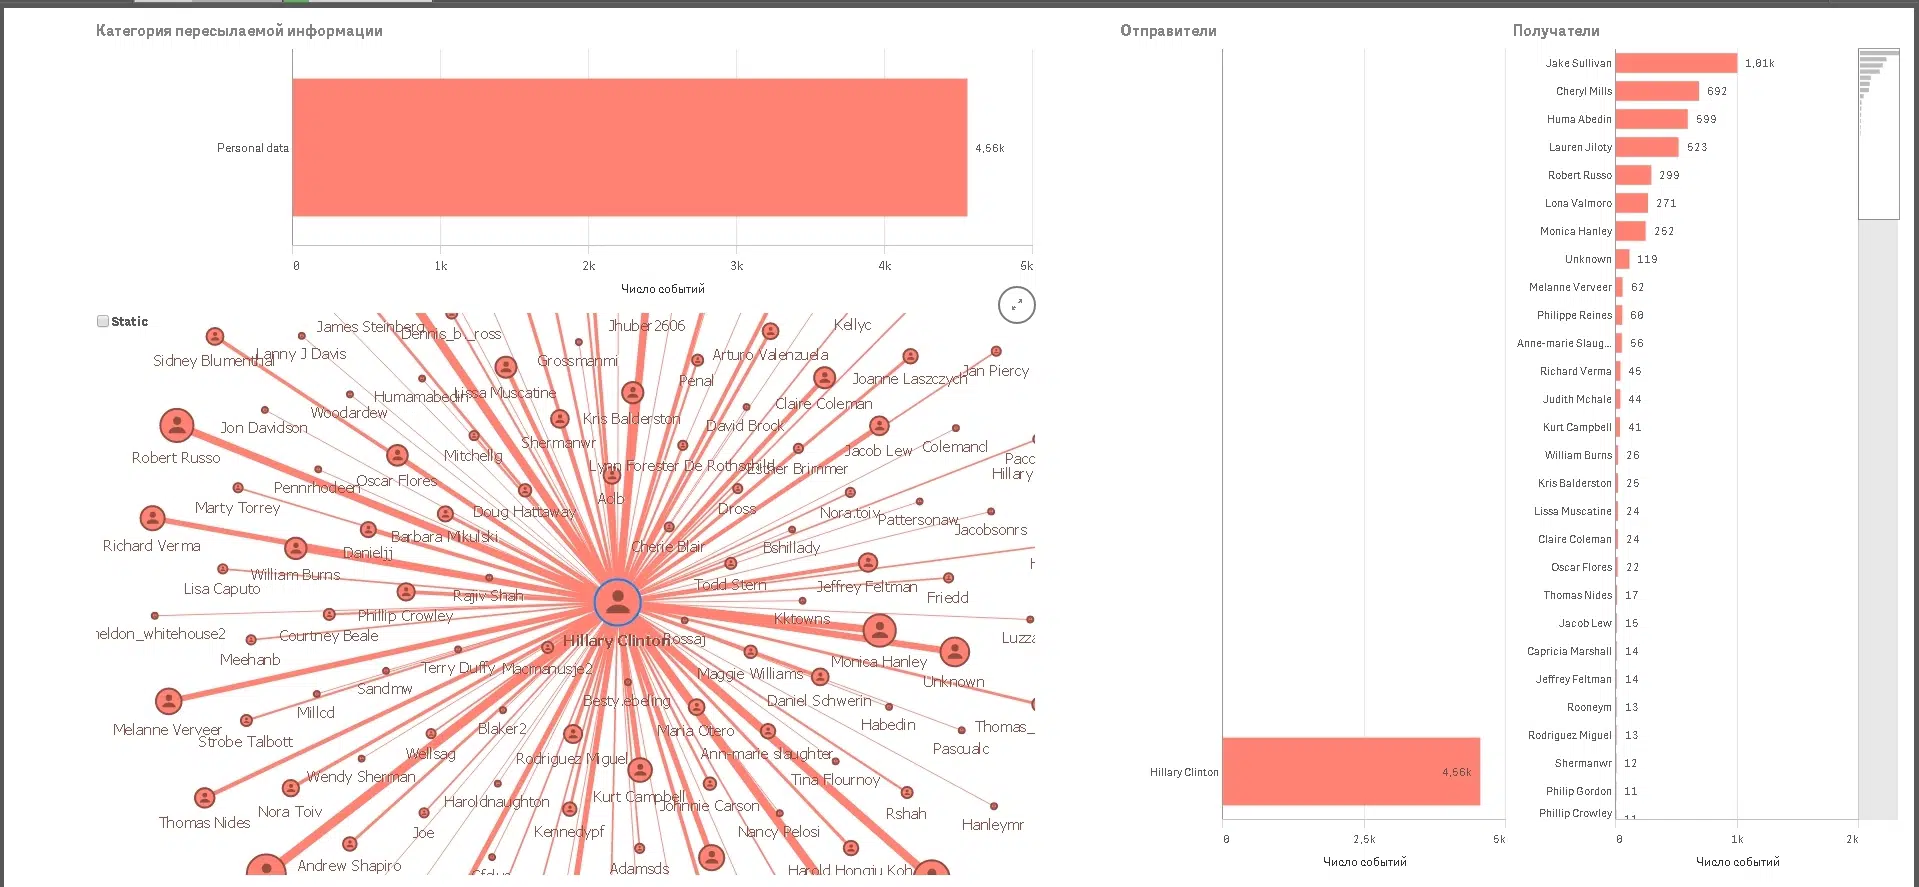 Категория пересылаемой информации
Personal data
4,56k
0 1k 2k 3k 4k 5k
Число событий
Static
James Steinberg
Dennis_b._ross
Jhuber2606
Kellyc
Sidney Blumenthal
Lanny J Davis
Grossmanmi
Arturo Valenzuela
Penal
Joanne Laszczych
Jan Piercy
Humamabedin
Lissa Muscatine
Woodardew
Claire Coleman
Jon Davidson
Kris Balderston
David Brock
Shermanwr
Mitchellg
Jacob Lew
Colemand
Robert Russo
Lynn Forester De Rothschild
Esther Brimmer
Hillary
Pennrhodeen
Oscar Flores
Marty Torrey
Doug Hattaway
Dross
Nora.toiv
Pattersonaw
Jacobsonrs
Richard Verma
Danieljj
Barbara Mikulski
Cherie Blair
Bshillady
William Burns
Lisa Caputo
Rajiv Shah
Todd Stern
Jeffrey Feltman
Friedd
Phillip Crowley
Kktowns
eldon_whitehouse2
Courtney Beale
Hillary Clinton
Rossaj
Luzza
Meehanb
Terry Duffy
Macmanusje2
Maggie Williams
Monica Hanley
Unknown
Sandmw
Millcd
Besty.ebeling
Daniel Schwerin
Habedin
Thomas_
Melanne Verveer
Strobe Talbott
Blaker2
Maria Otero
Pascualc
Wellsag
Rodriguez Miguel
Ann-marie slaughter
Wendy Sherman
Tina Flournoy
Haroldnaughton
Kurt Campbell
Johnnie Carson
Thomas Nides
Nora Toiv
Joe
Kennedypf
Nancy Pelosi
Rshah
Hanleymr
Andrew Shapiro
Adamsds
Harold Hongju Koh
Отправители
Hillary Clinton
4,56k
0 2,5k 5k
Число событий
Получатели
Jake Sullivan 1,01k
Cheryl Mills 692
Huma Abedin 599
Lauren Jiloty 523
Robert Russo 299
Lona Valmoro 271
Monica Hanley 252
Unknown 119
Melanne Verveer 62
Philippe Reines 60
Anne-marie Slaug... 56
Richard Verma 45
Judith Mchale 44
Kurt Campbell 41
William Burns 26
Kris Balderston 25
Lissa Muscatine 24
Claire Coleman 24
Oscar Flores 22
Thomas Nides 17
Jacob Lew 15
Capricia Marshall 14
Jeffrey Feltman 14
Rooneym 13
Rodriguez Miguel 13
Shermanwr 12
Philip Gordon 11
Phillip Crowley 11
0 1k 2k
Число событий